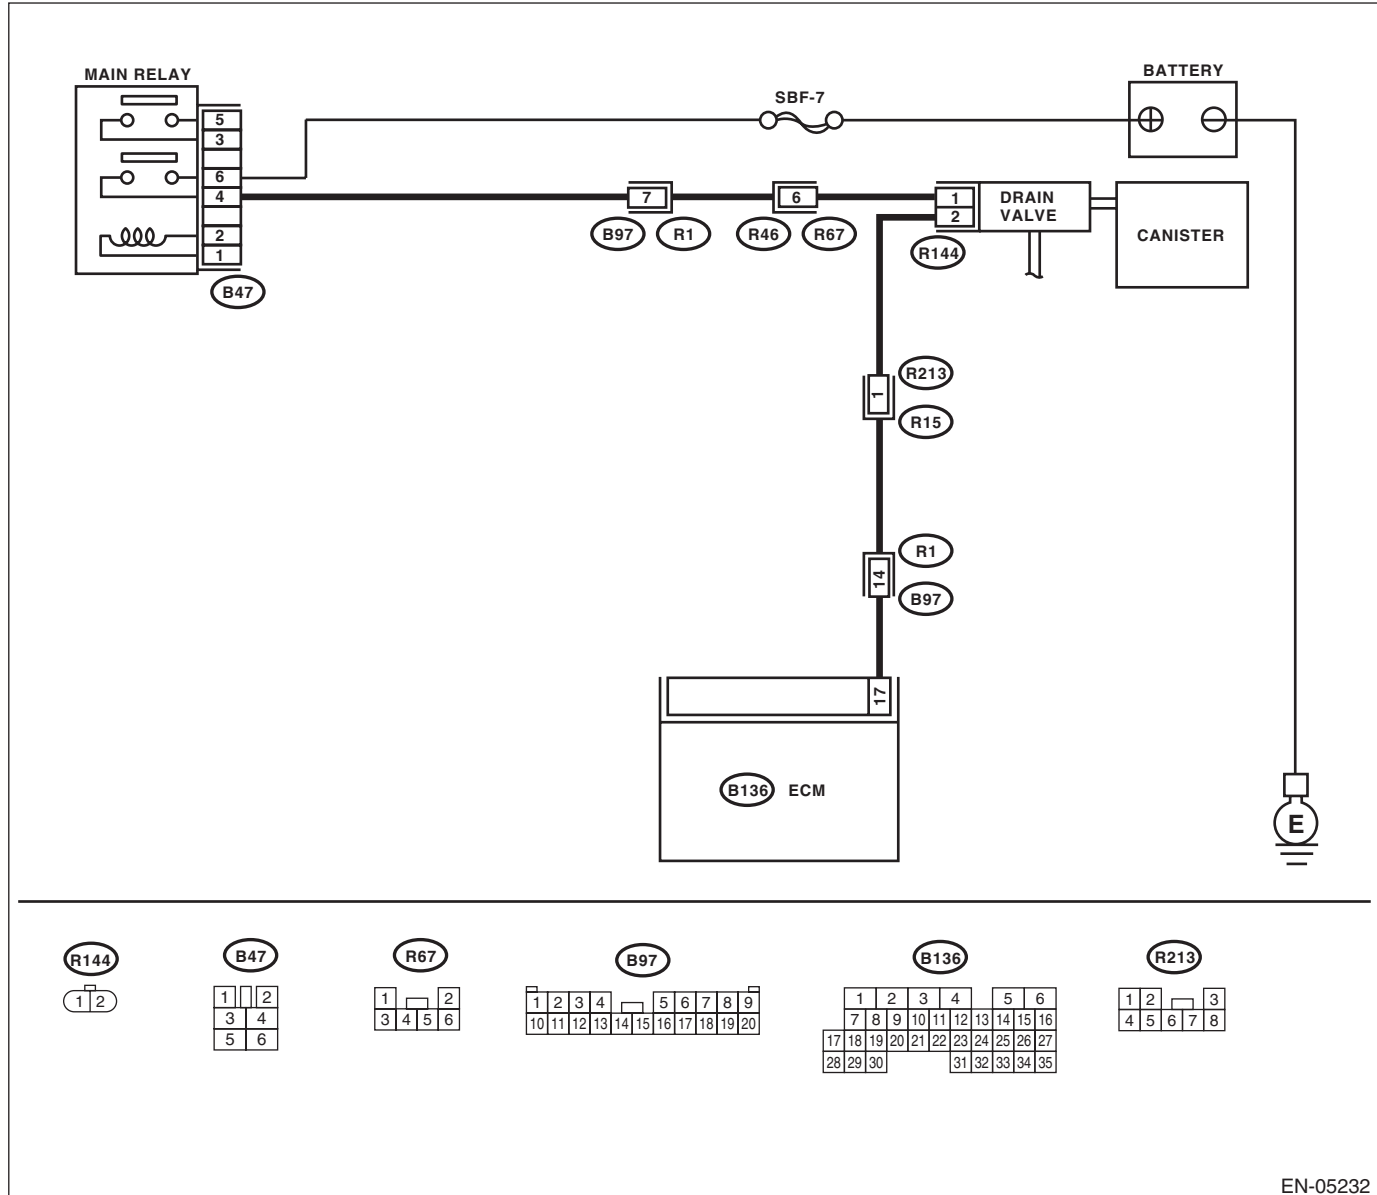 MAIN RELAY
BATTERY
SBF-7
5
3
6
4
2
1
B47
7
B97 R1
6
R46 R67
1
2
R144
DRAIN
VALVE
CANISTER
1
R213
R15
14
R1
B97
17
B136 ECM
E
R144
1 2
B47
1 2
3 4
5 6
R67
1 2
3 4 5 6
B97
1 2 3 4 5 6 7 8 9
10 11 12 13 14 15 16 17 18 19 20
B136
1 2 3 4 5 6
7 8 9 10 11 12 13 14 15 16
17 18 19 20 21 22 23 24 25 26 27
28 29 30 31 32 33 34 35
R213
1 2 3
4 5 6 7 8
EN-05232